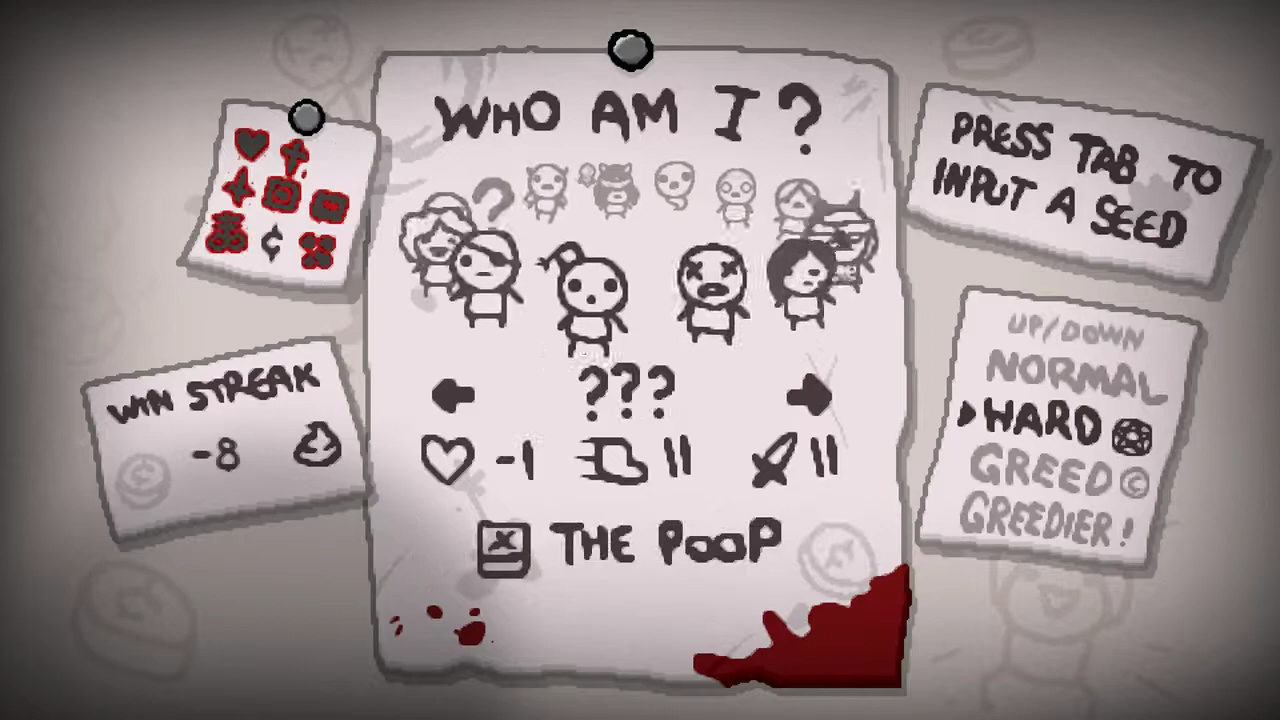 WHO AM I ?
PRESS TAB TO
INPUT A SEED
¢
?
UP/DOWN
NORMAL
HARD
GREED ¢
GREEDIER !
WIN STREAK
-8
???
-1 || ||
THE POOP